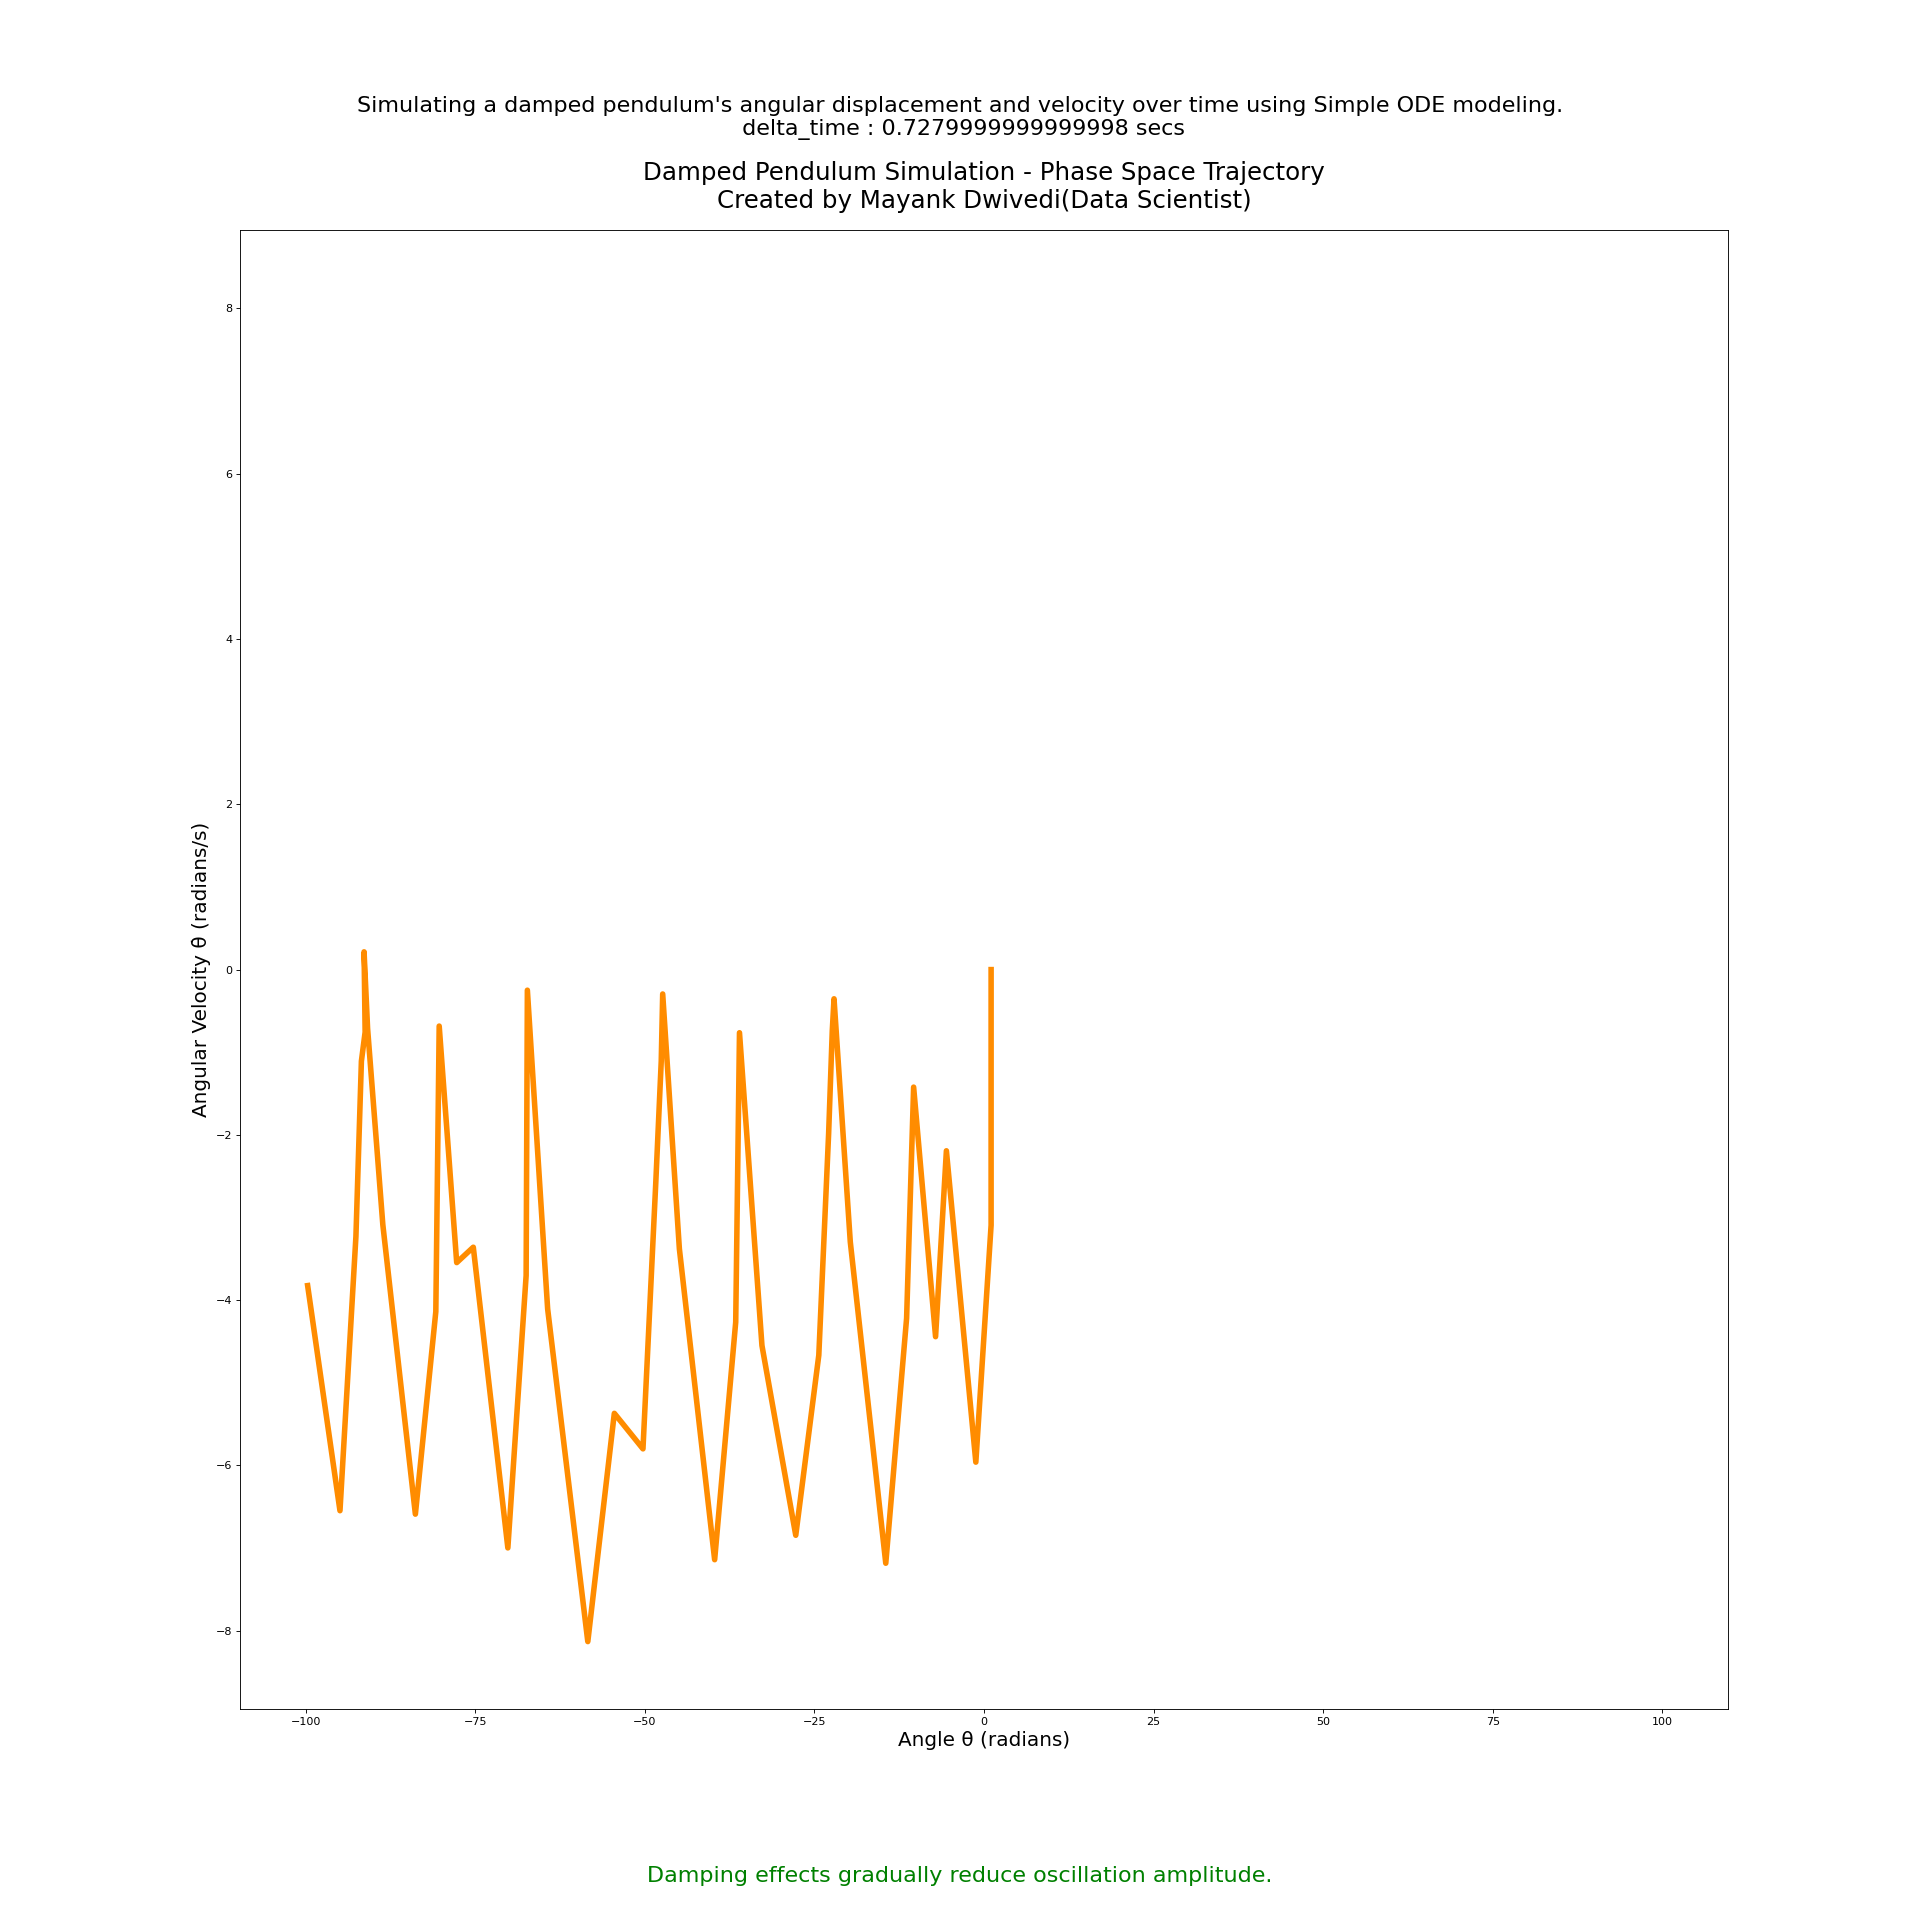 Simulating a damped pendulum's angular displacement and velocity over time using Simple ODE modeling.
delta_time : 0.7279999999999998 secs
Damped Pendulum Simulation - Phase Space Trajectory
Created by Mayank Dwivedi(Data Scientist)
8
6
4
2
0
−2
−4
−6
−8
Angular Velocity θ̇ (radians/s)
−100
−75
−50
−25
0
25
50
75
100
Angle θ (radians)
Damping effects gradually reduce oscillation amplitude.